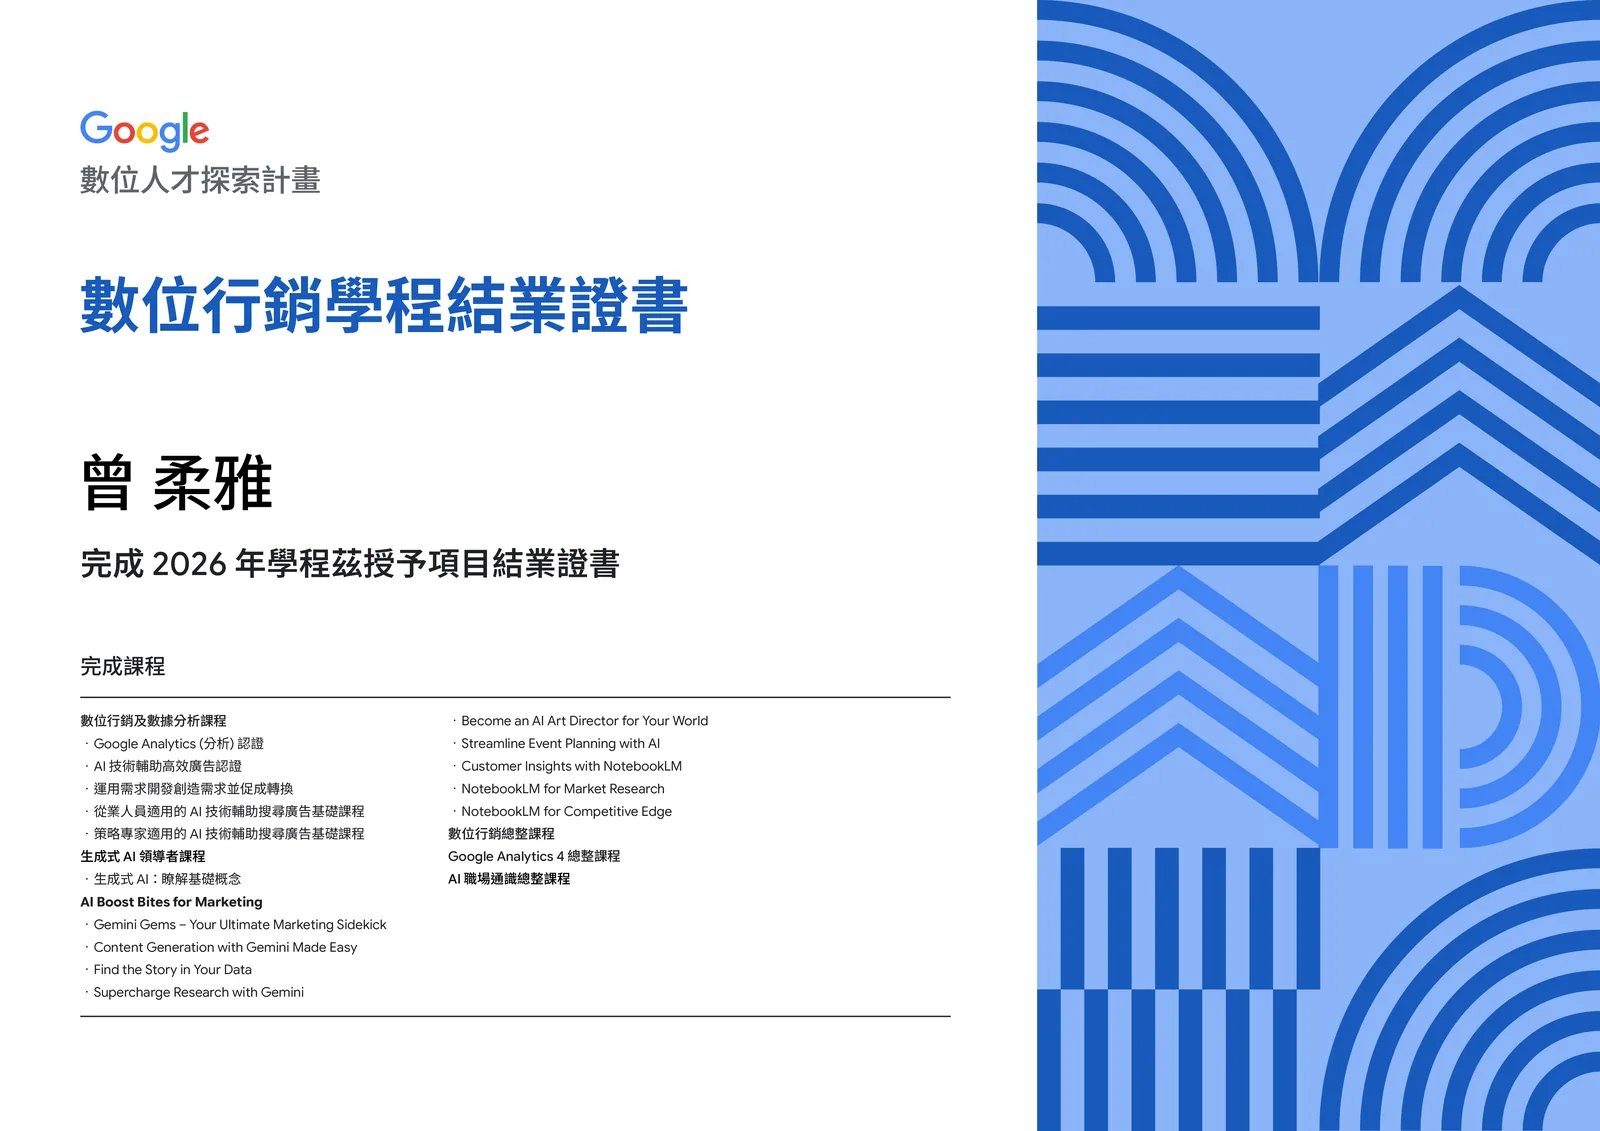 Google
數位人才探索計畫
數位行銷學程結業證書
曾 柔雅
完成 2026 年學程茲授予項目結業證書
完成課程
數位行銷及數據分析課程
· Google Analytics (分析) 認證
· AI 技術輔助高效廣告認證
· 運用需求開發創造需求並促成轉換
· 從業人員適用的 AI 技術輔助搜尋廣告基礎課程
· 策略專家適用的 AI 技術輔助搜尋廣告基礎課程
生成式 AI 領導者課程
· 生成式 AI：瞭解基礎概念
AI Boost Bites for Marketing
· Gemini Gems – Your Ultimate Marketing Sidekick
· Content Generation with Gemini Made Easy
· Find the Story in Your Data
· Supercharge Research with Gemini
· Become an AI Art Director for Your World
· Streamline Event Planning with AI
· Customer Insights with NotebookLM
· NotebookLM for Market Research
· NotebookLM for Competitive Edge
數位行銷總整課程
Google Analytics 4 總整課程
AI 職場通識總整課程